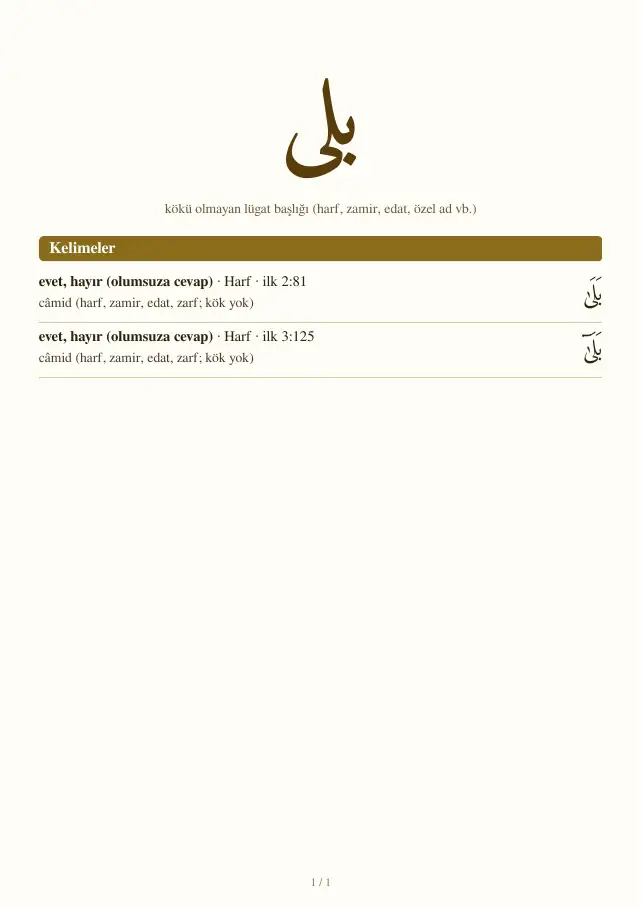 بلى
kökü olmayan lügat başlığı (harf, zamir, edat, özel ad vb.)
Kelimeler
evet, hayır (olumsuza cevap) · Harf · ilk 2:81 بَلَىٰ
câmid (harf, zamir, edat, zarf; kök yok)
evet, hayır (olumsuza cevap) · Harf · ilk 3:125 بَلَىٰٓ
câmid (harf, zamir, edat, zarf; kök yok)
1 / 1